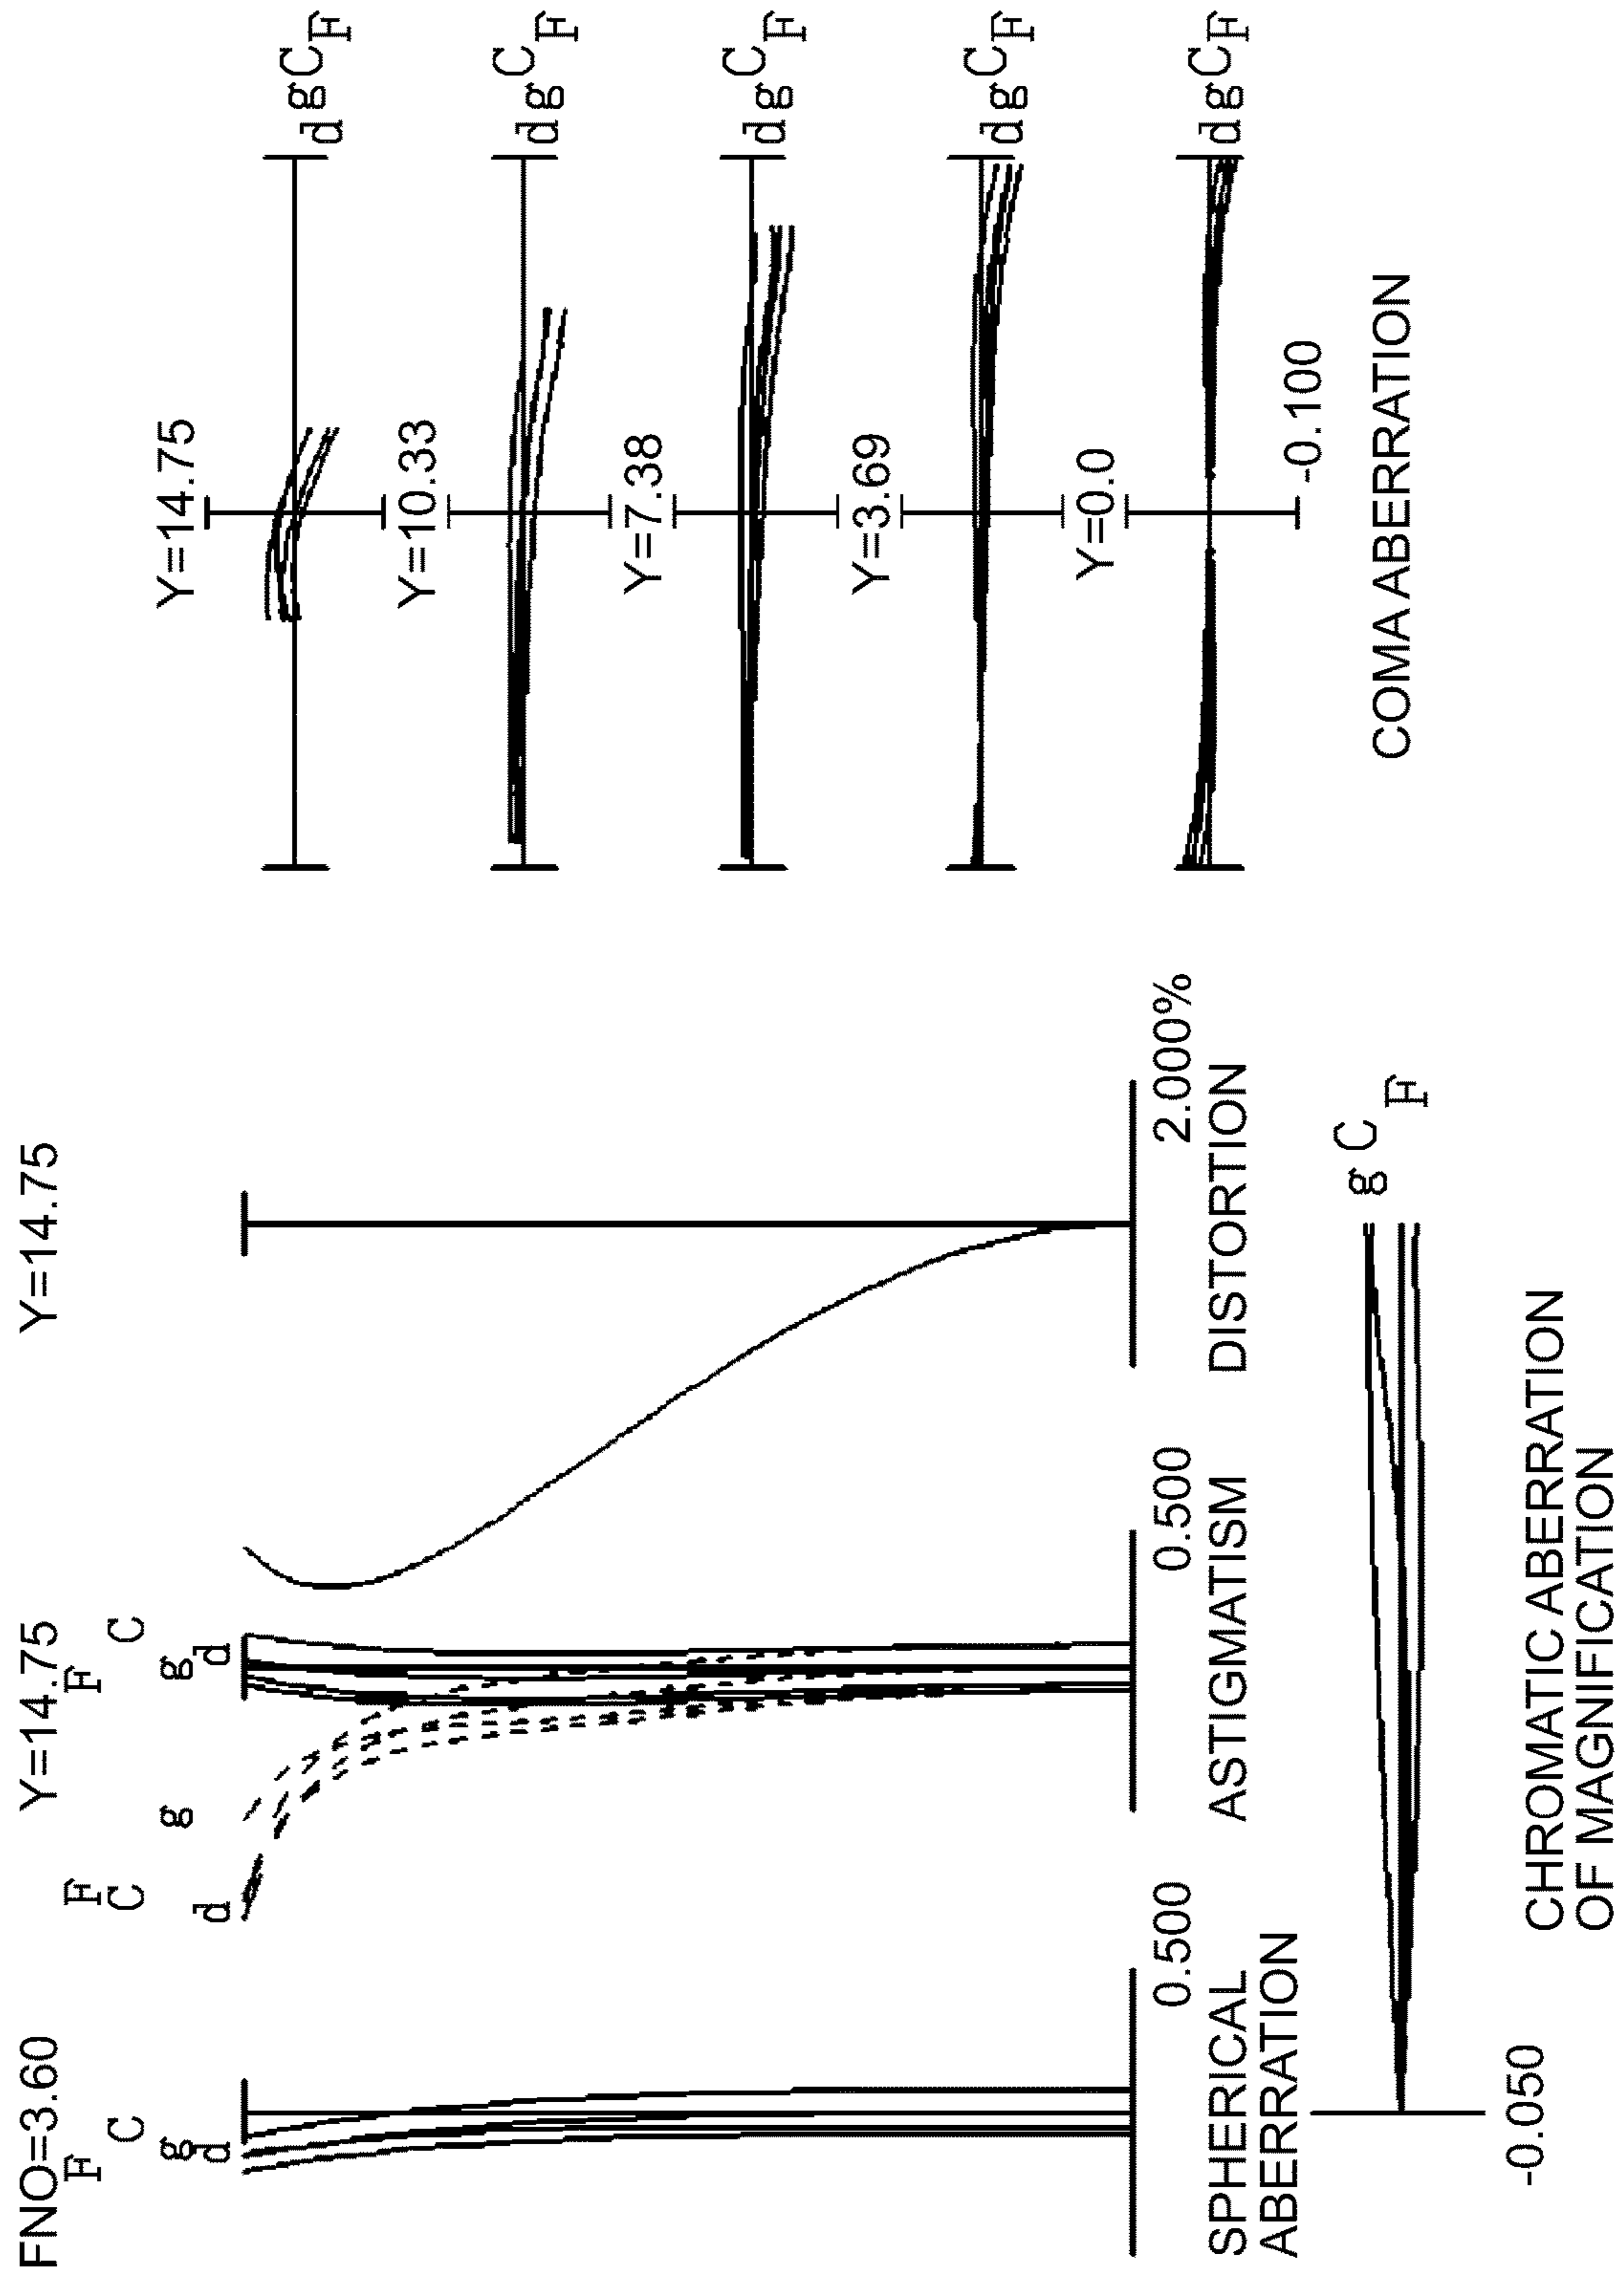 FNO=3.60
F
C
g
d
Y=14.75
F
C
g
d
F
C
g
d
Y=14.75
0.500
SPHERICAL
ABERRATION
0.500
ASTIGMATISM
2.000%
DISTORTION
Y=14.75
d g C F
Y=10.33
d g C F
Y=7.38
d g C F
Y=3.69
d g C F
Y=0.0
d g C F
-0.100
COMA ABERRATION
g C F
-0.050
CHROMATIC ABERRATION
OF MAGNIFICATION